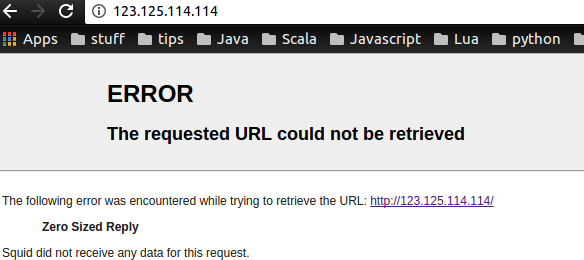 123.125.114.114
Apps stuff tips Java Scala Javascript Lua python
ERROR
The requested URL could not be retrieved
The following error was encountered while trying to retrieve the URL: http://123.125.114.114/
Zero Sized Reply
Squid did not receive any data for this request.